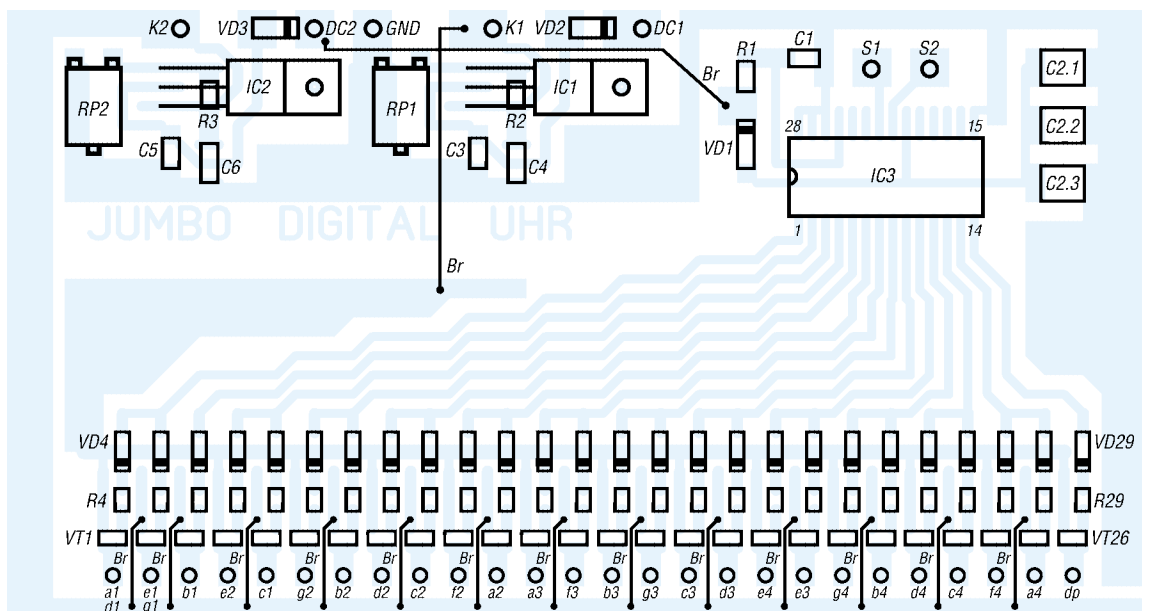 K2 VD3 DC2 GND K1 VD2 DC1
R1 C1 S1 S2
RP2 IC2 RP1 IC1 Br C2.1
R3 R2
C5 C6 C3 C4 VD1 28 15 C2.2
IC3 C2.3
JUMBO DIGITAL UHR
1 14
Br
VD4 VD29
R4 R29
VT1 VT26
Br Br Br Br Br Br Br Br Br Br Br Br Br
a1 e1 b1 e2 c1 g2 b2 d2 c2 f2 a2 a3 f3 b3 g3 c3 d3 e4 e3 g4 b4 d4 c4 f4 a4 dp
d1 g1